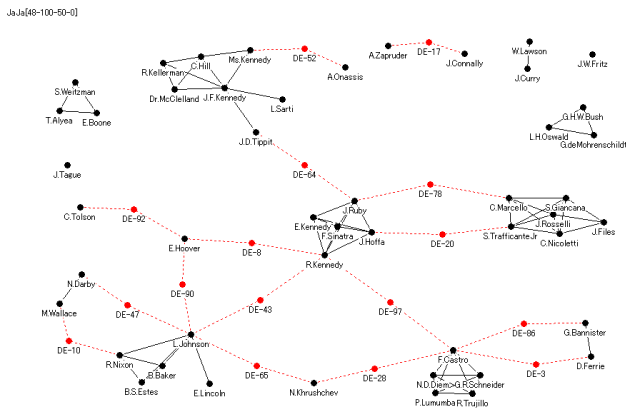 JaJa[48-100-50-0]
Ms.Kennedy
DE-52
A.Onassis
A.Zapruder
DE-17
J.Connally
W.Lawson
J.Curry
J.W.Fritz
C.Hill
R.Kellerman
Dr.McClelland
J.F.Kennedy
L.Sarti
S.Weitzman
T.Alyea
E.Boone
G.H.W.Bush
L.H.Oswald
G.deMohrenschildt
J.D.Tippit
J.Tague
DE-64
DE-78
C.Tolson
DE-92
J.Ruby
E.Kennedy
F.Sinatra
J.Hoffa
R.Kennedy
C.Marcello
S.Giancana
J.Rosselli
J.Files
S.TrafficanteJr
C.Nicoletti
DE-20
E.Hoover
DE-8
N.Darby
DE-90
DE-47
DE-43
DE-97
M.Wallace
DE-10
L.Johnson
R.Nixon
B.Baker
B.S.Estes
E.Lincoln
DE-65
N.Khrushchev
DE-28
F.Castro
DE-86
G.Bannister
DE-3
D.Ferrie
N.D.Diem>G.R.Schneider
P.Lumumba
R.Trujillo